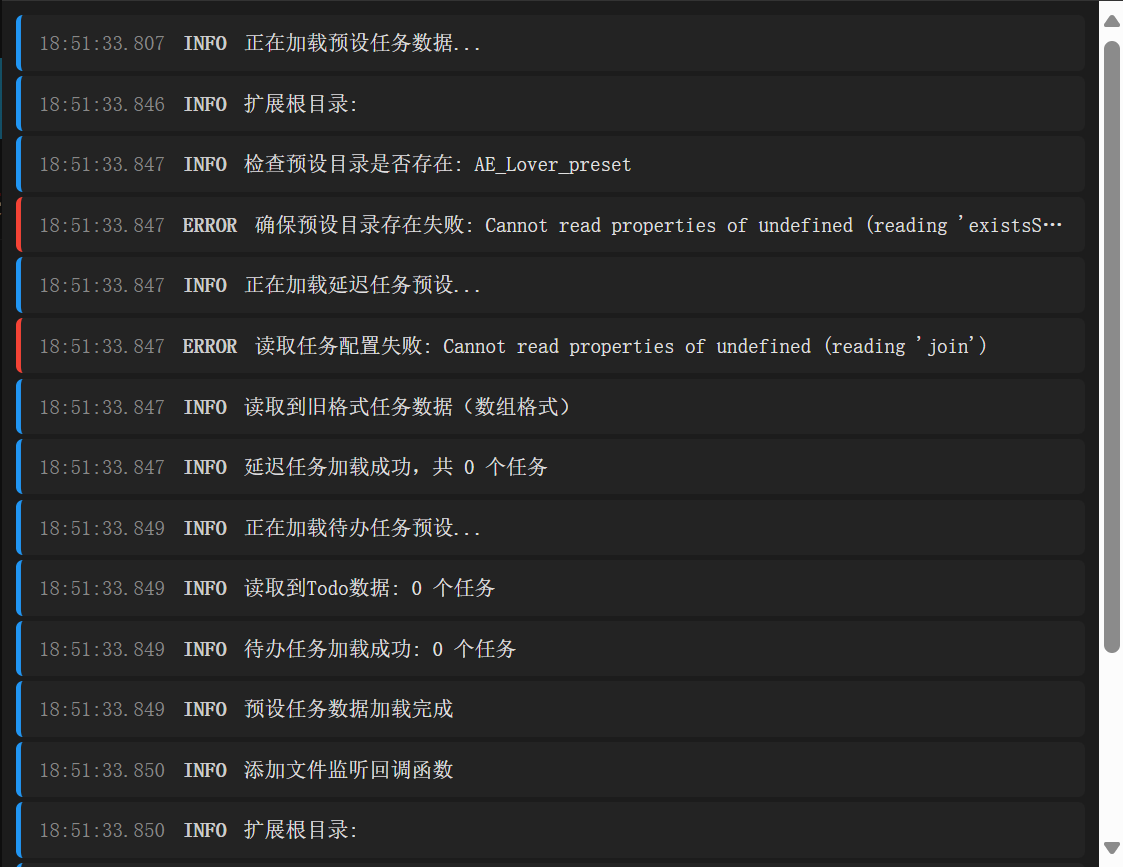 18:51:33.807 INFO 正在加载预设任务数据...
18:51:33.846 INFO 扩展根目录:
18:51:33.847 INFO 检查预设目录是否存在: AE_Lover_preset
18:51:33.847 ERROR 确保预设目录存在失败: Cannot read properties of undefined (reading 'existsS…
18:51:33.847 INFO 正在加载延迟任务预设...
18:51:33.847 ERROR 读取任务配置失败: Cannot read properties of undefined (reading 'join')
18:51:33.847 INFO 读取到旧格式任务数据（数组格式）
18:51:33.847 INFO 延迟任务加载成功，共 0 个任务
18:51:33.849 INFO 正在加载待办任务预设...
18:51:33.849 INFO 读取到Todo数据: 0 个任务
18:51:33.849 INFO 待办任务加载成功: 0 个任务
18:51:33.849 INFO 预设任务数据加载完成
18:51:33.850 INFO 添加文件监听回调函数
18:51:33.850 INFO 扩展根目录: